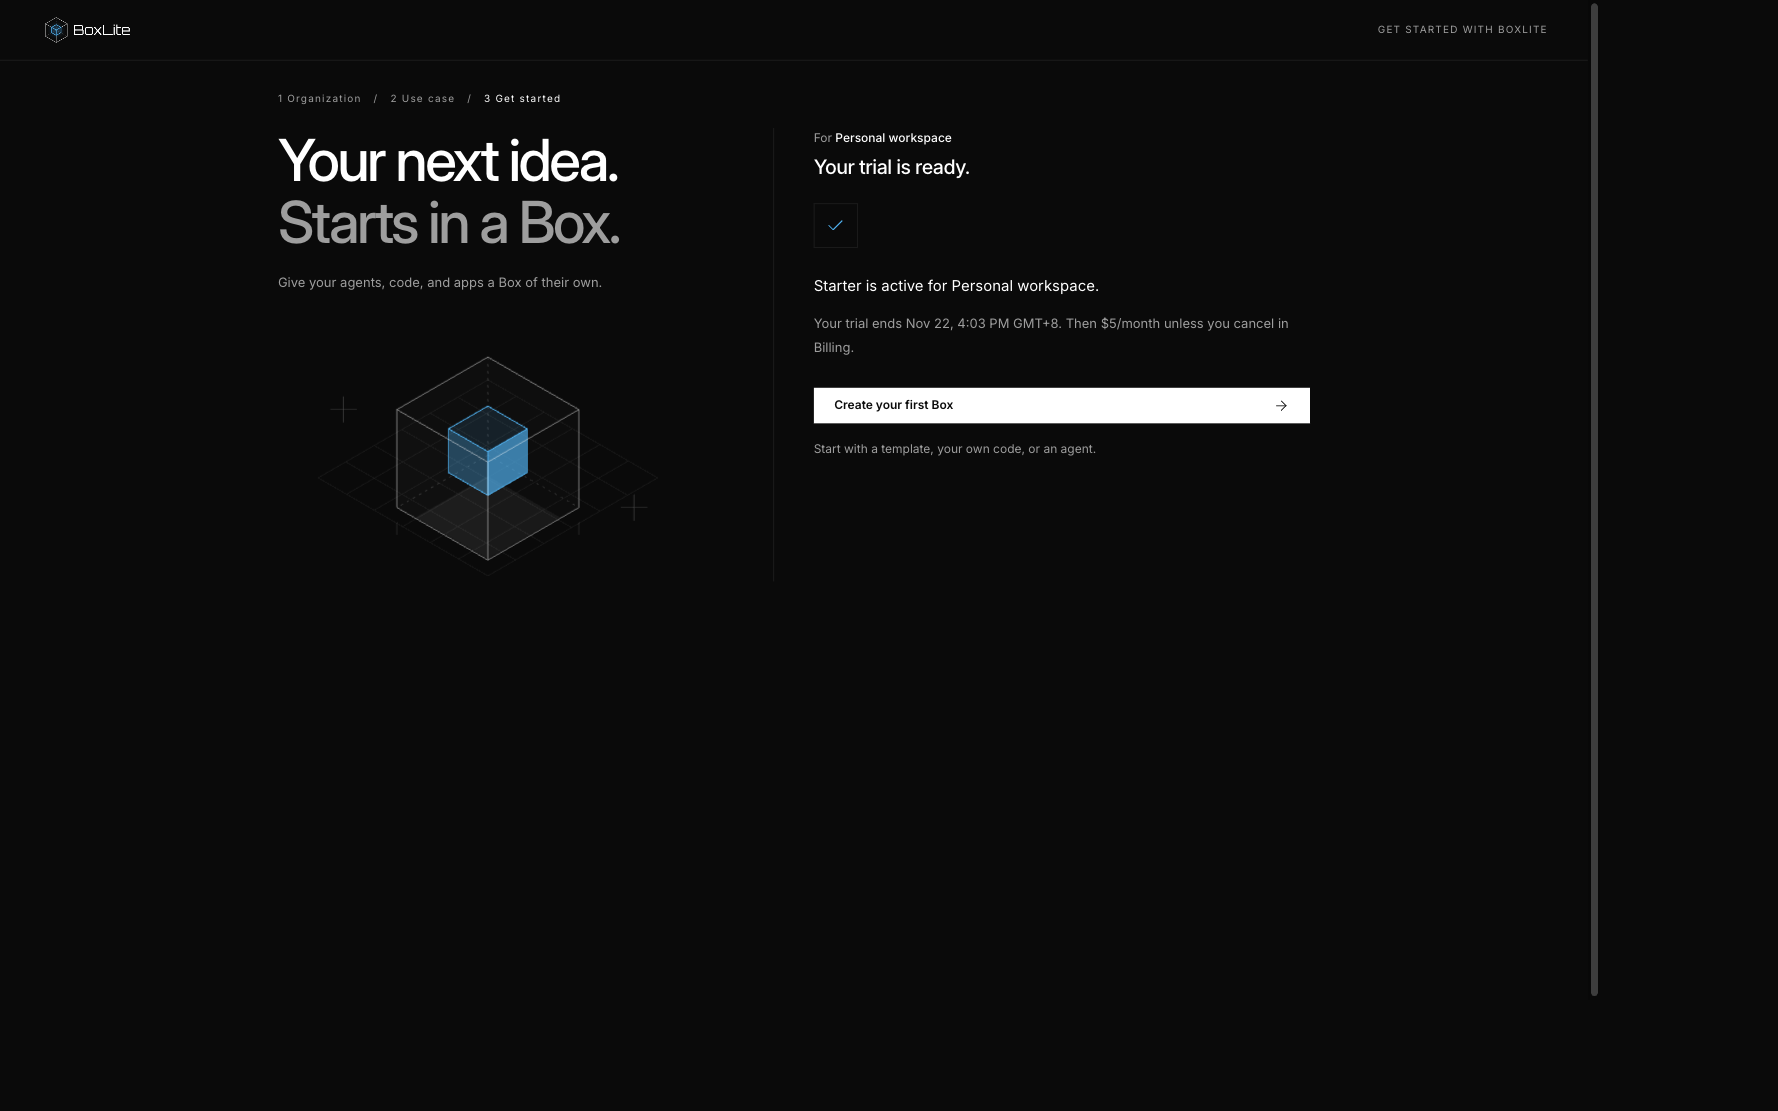 BoxLite
GET STARTED WITH BOXLITE
1 Organization / 2 Use case / 3 Get started
Your next idea.
Starts in a Box.
Give your agents, code, and apps a Box of their own.
For Personal workspace
Your trial is ready.
Starter is active for Personal workspace.
Your trial ends Nov 22, 4:03 PM GMT+8. Then $5/month unless you cancel in
Billing.
Create your first Box
Start with a template, your own code, or an agent.